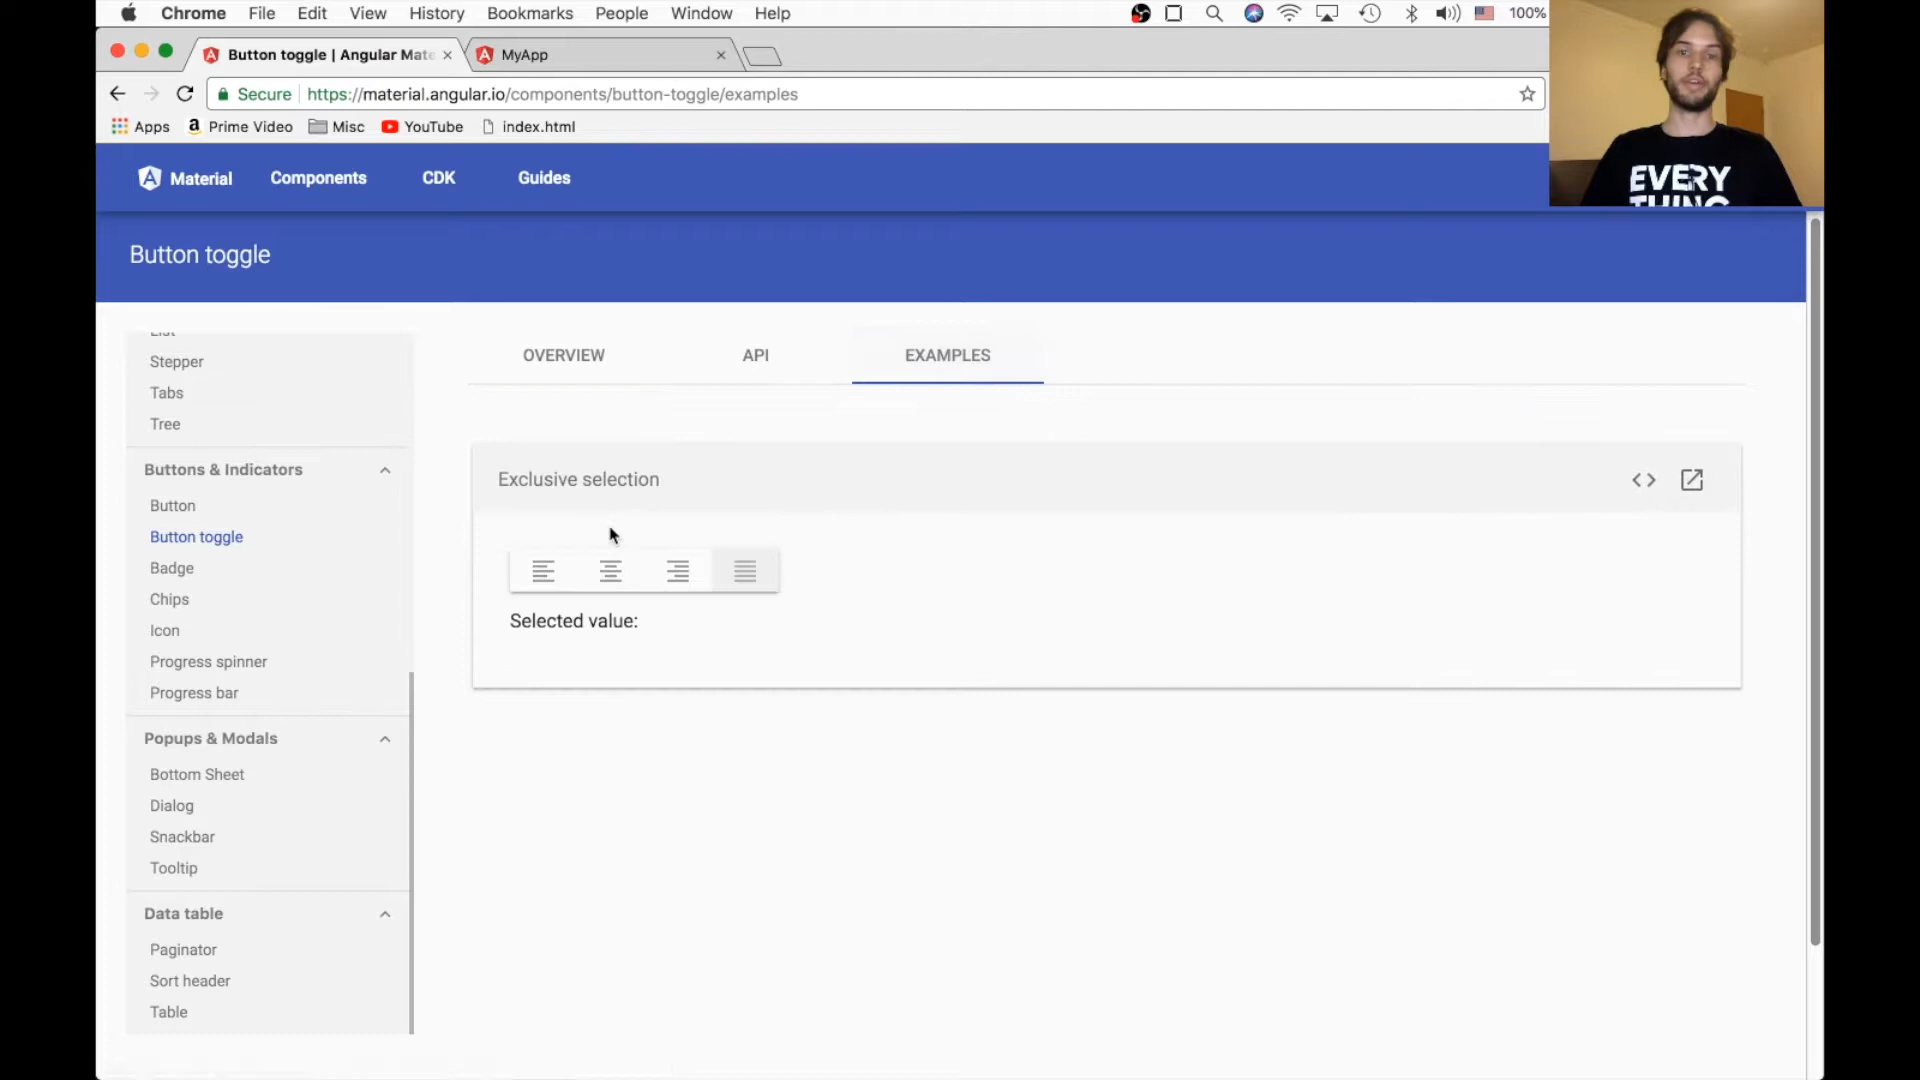 Chrome File Edit View History Bookmarks People Window Help 100%
Button toggle | Angular Mate MyApp
Secure https://material.angular.io/components/button-toggle/examples
Apps Prime Video Misc YouTube index.html
Material Components CDK Guides
EVERY
THING
Button toggle
List
Stepper
Tabs
Tree
Buttons & Indicators
Button
Button toggle
Badge
Chips
Icon
Progress spinner
Progress bar
Popups & Modals
Bottom Sheet
Dialog
Snackbar
Tooltip
Data table
Paginator
Sort header
Table
OVERVIEW API EXAMPLES
Exclusive selection
Selected value: